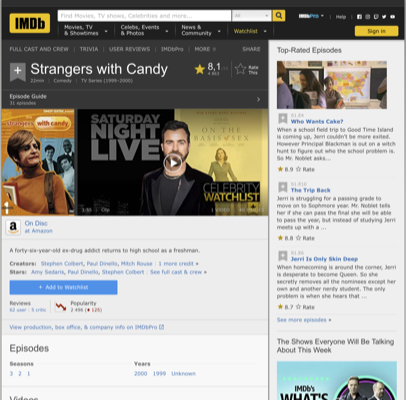 IMDb
Find Movies, TV shows, Celebrities and more...
All
IMDbPro
Help
Movies, TV
& Showtimes
Celebs, Events
& Photos
News &
Community
Watchlist
Sign in
FULL CAST AND CREW | TRIVIA | USER REVIEWS | IMDbPro | MORE
SHARE
Strangers with Candy
22min | Comedy | TV Series (1999–2000)
8,1
Rate
This
Episode Guide
31 episodes
strangers with candy
SATURDAY
NIGHT
LIVE
ON THE
BASIS OF SEX
CELEBRITY
WATCHLIST
On Disc
at Amazon
A forty-six-year-old ex-drug addict returns to high school as a freshman.
Creators: Stephen Colbert, Paul Dinello, Mitch Rouse | 1 more credit »
Stars: Amy Sedaris, Paul Dinello, Stephen Colbert | See full cast & crew »
+ Add to Watchlist
Reviews
92 user | 5 critic
Popularity
2 490 ( 125)
View production, box office, & company info on IMDbPro
Episodes
Seasons
3 2 1
Years
2000 1999 Unknown
Videos
Top-Rated Episodes
S1.E4
Who Wants Cake?
When a school field trip to Good Time Island
is coming up, Jerri couldn't be more exited.
However Principal Blackman is out on a witch
hunt to figure out who the school problem is.
So Mr. Noblet asks...
8.9 Rate
S1.E10
The Trip Back
Jerri is struggling for a passing grade to
move on to Sophmore year. Mr. Noblet tells
her if she can pass the final she will be able
to pass the year, but instead of studying Jerri
meets up with a ...
8.8 Rate
Jerri Is Only Skin Deep
When homecoming is around the corner, Jerri
is desperate to become Queen. So she
secretly removes all the nominees except her
own and another nerdy student. The only
problem is when she hears that ...
8.7 Rate
See more episodes »
The Shows Everyone Will Be Talking
About This Week
IMDb's
WHAT'S